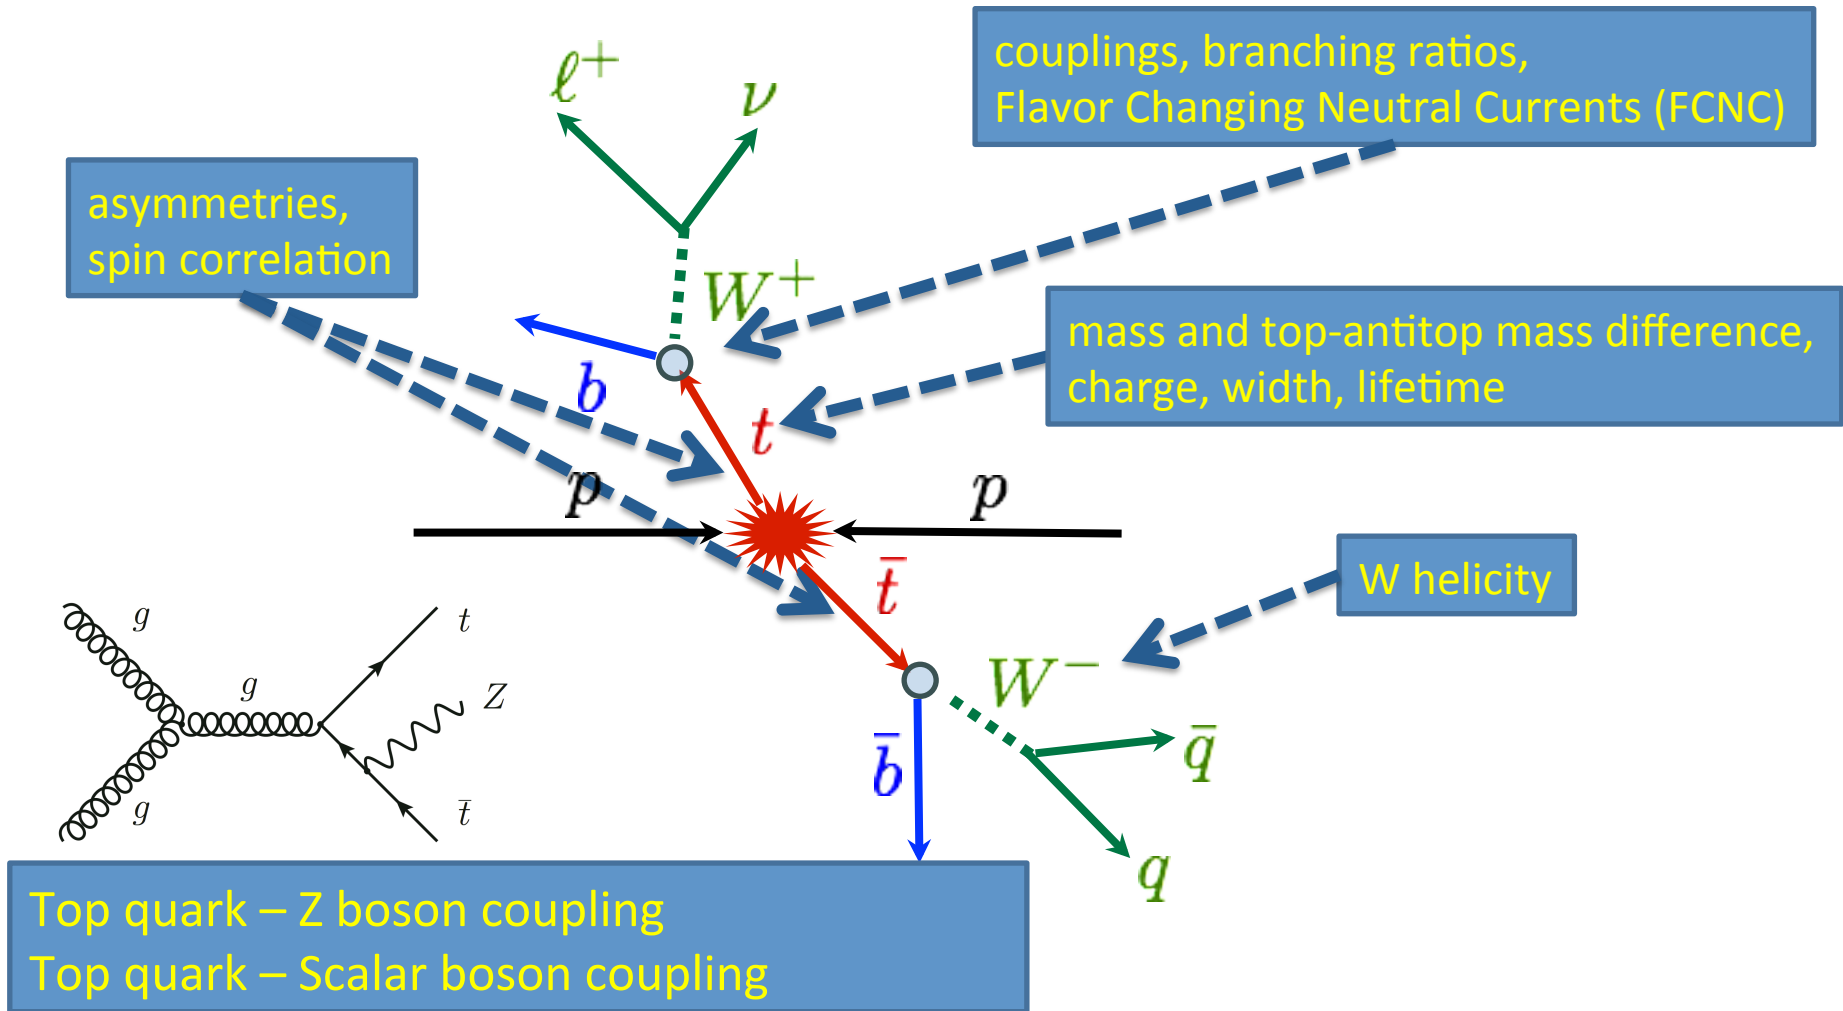 couplings, branching ratios,
Flavor Changing Neutral Currents (FCNC)
ℓ⁺
ν
asymmetries,
spin correlation
W⁺
mass and top-antitop mass difference,
charge, width, lifetime
b
t
p
p
t̄
W helicity
W⁻
g
t
g
Z
g
t̄
b̄
q̄
q
Top quark – Z boson coupling
Top quark – Scalar boson coupling